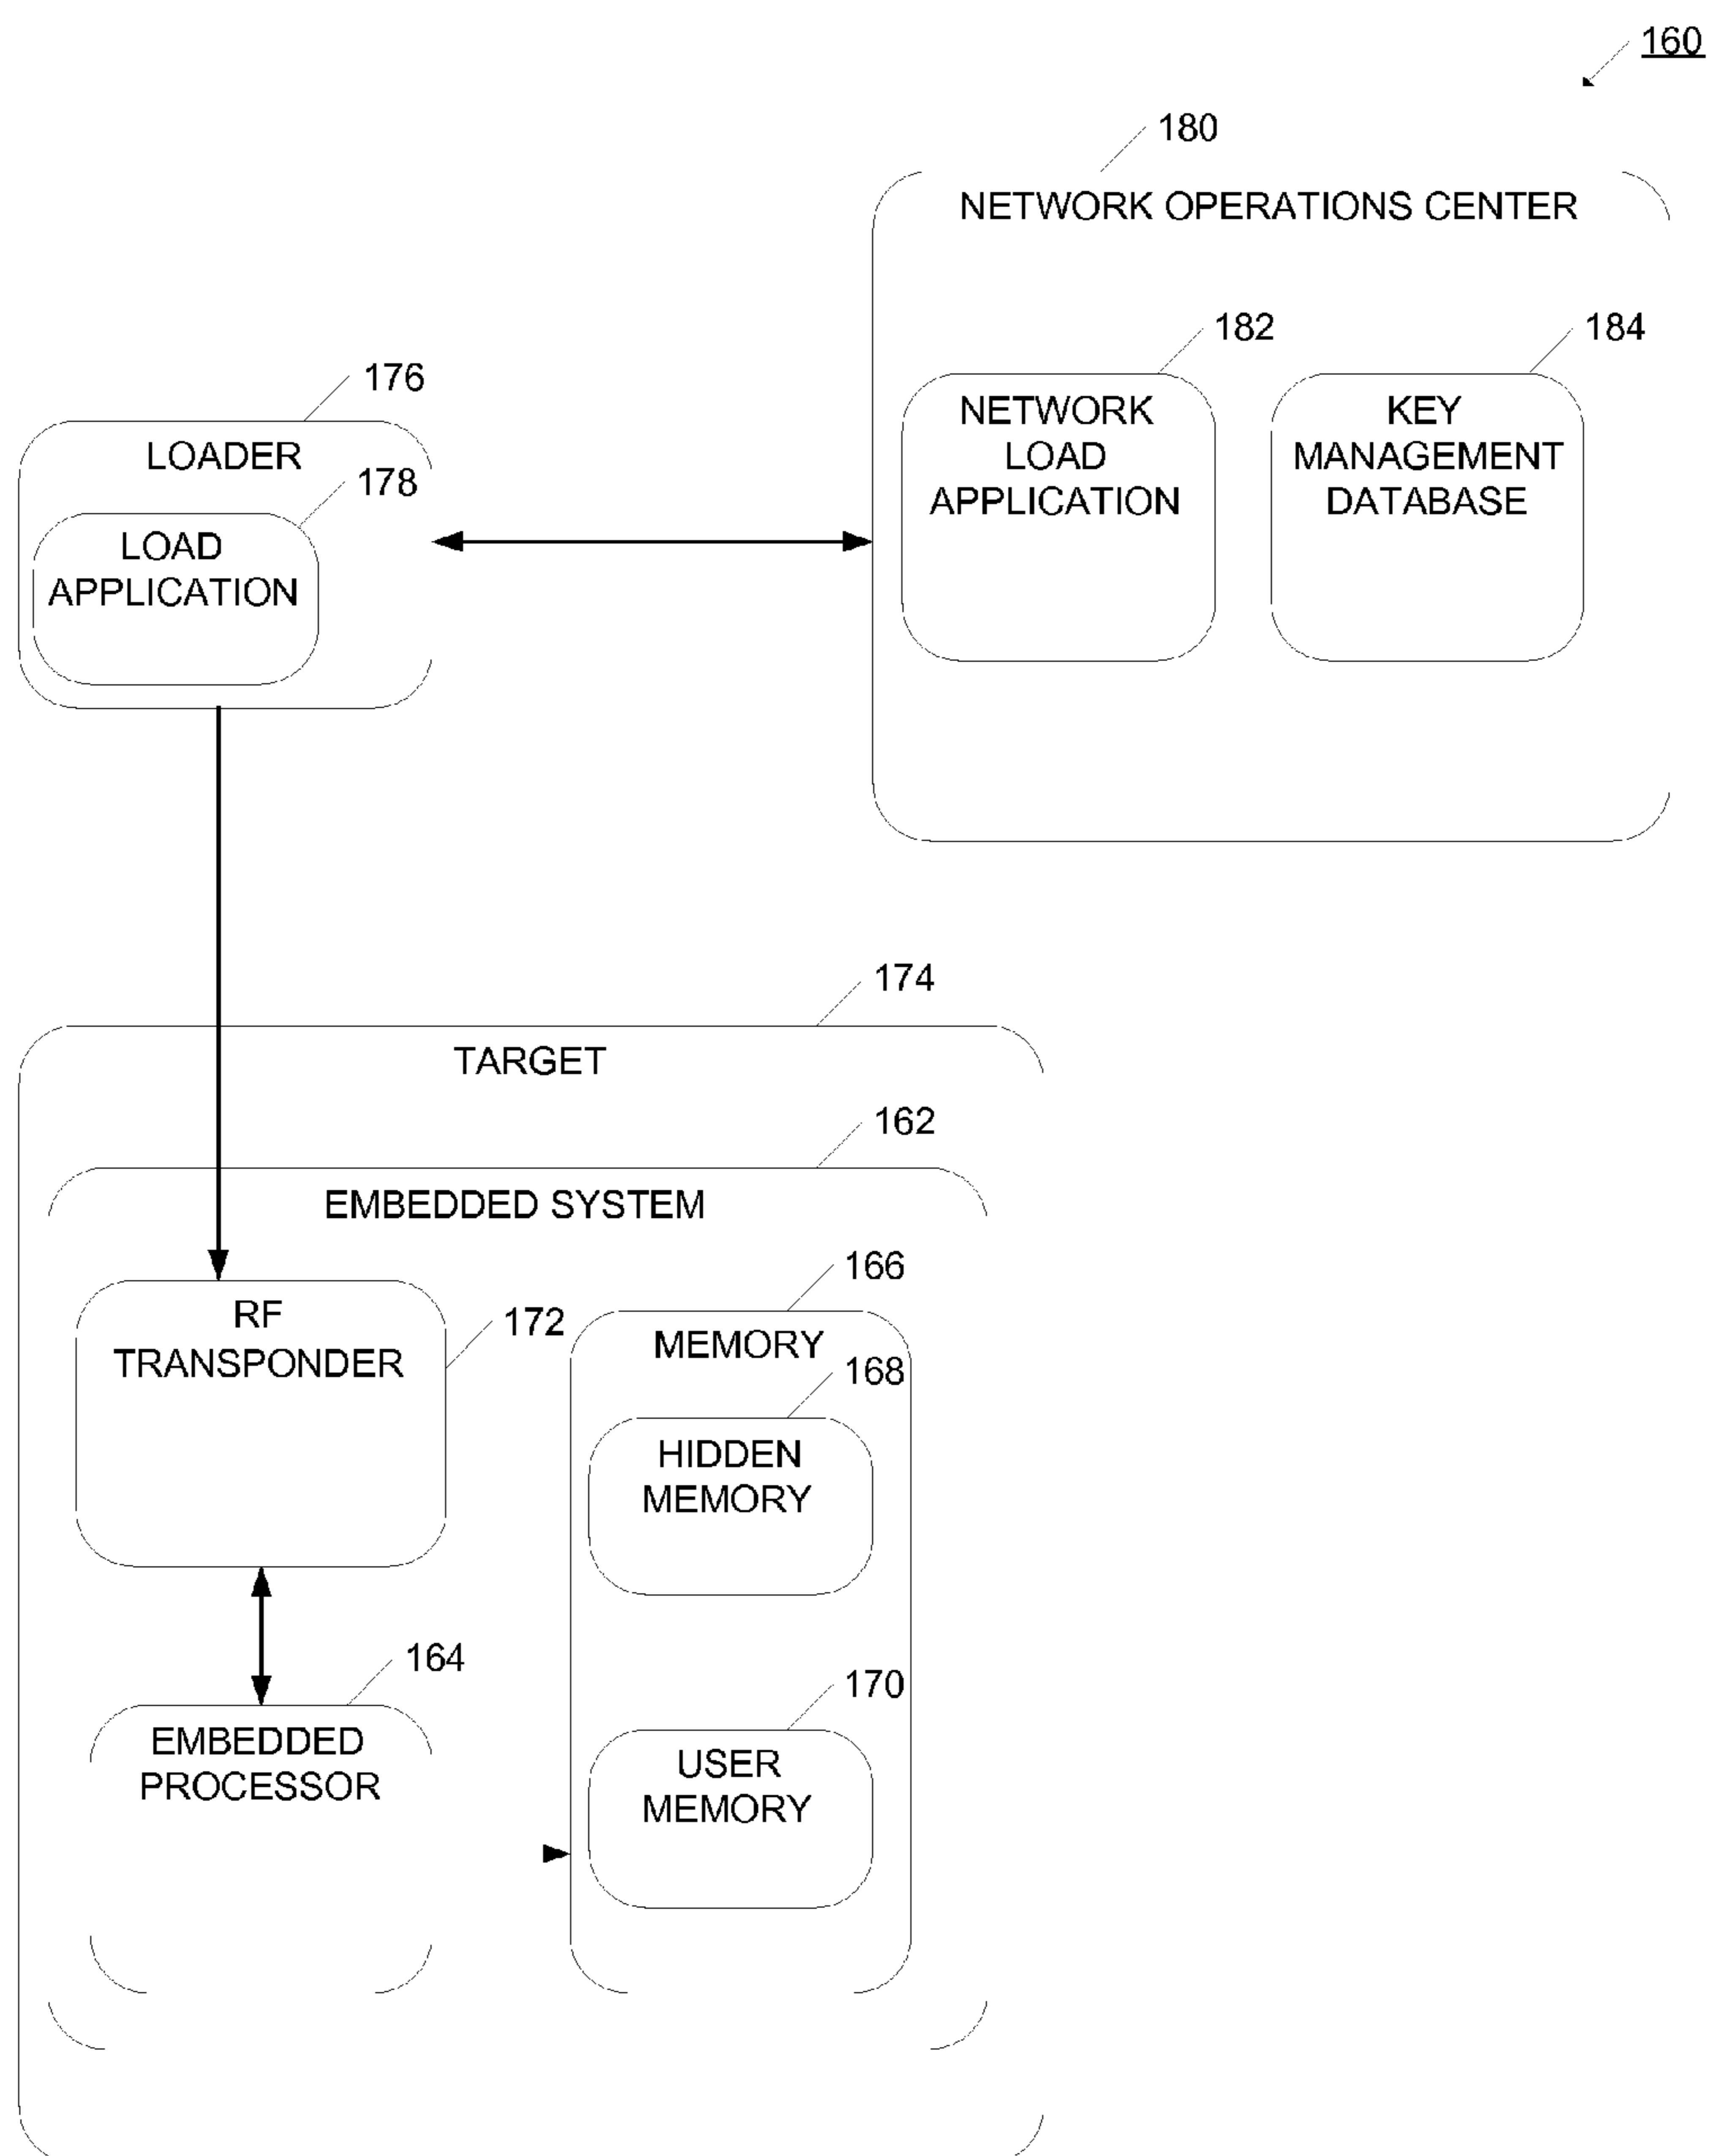 160
180
NETWORK OPERATIONS CENTER
182
184
NETWORK
LOAD
APPLICATION
KEY
MANAGEMENT
DATABASE
176
LOADER
178
LOAD
APPLICATION
174
TARGET
162
EMBEDDED SYSTEM
RF
TRANSPONDER
172
166
MEMORY
168
HIDDEN
MEMORY
164
EMBEDDED
PROCESSOR
170
USER
MEMORY